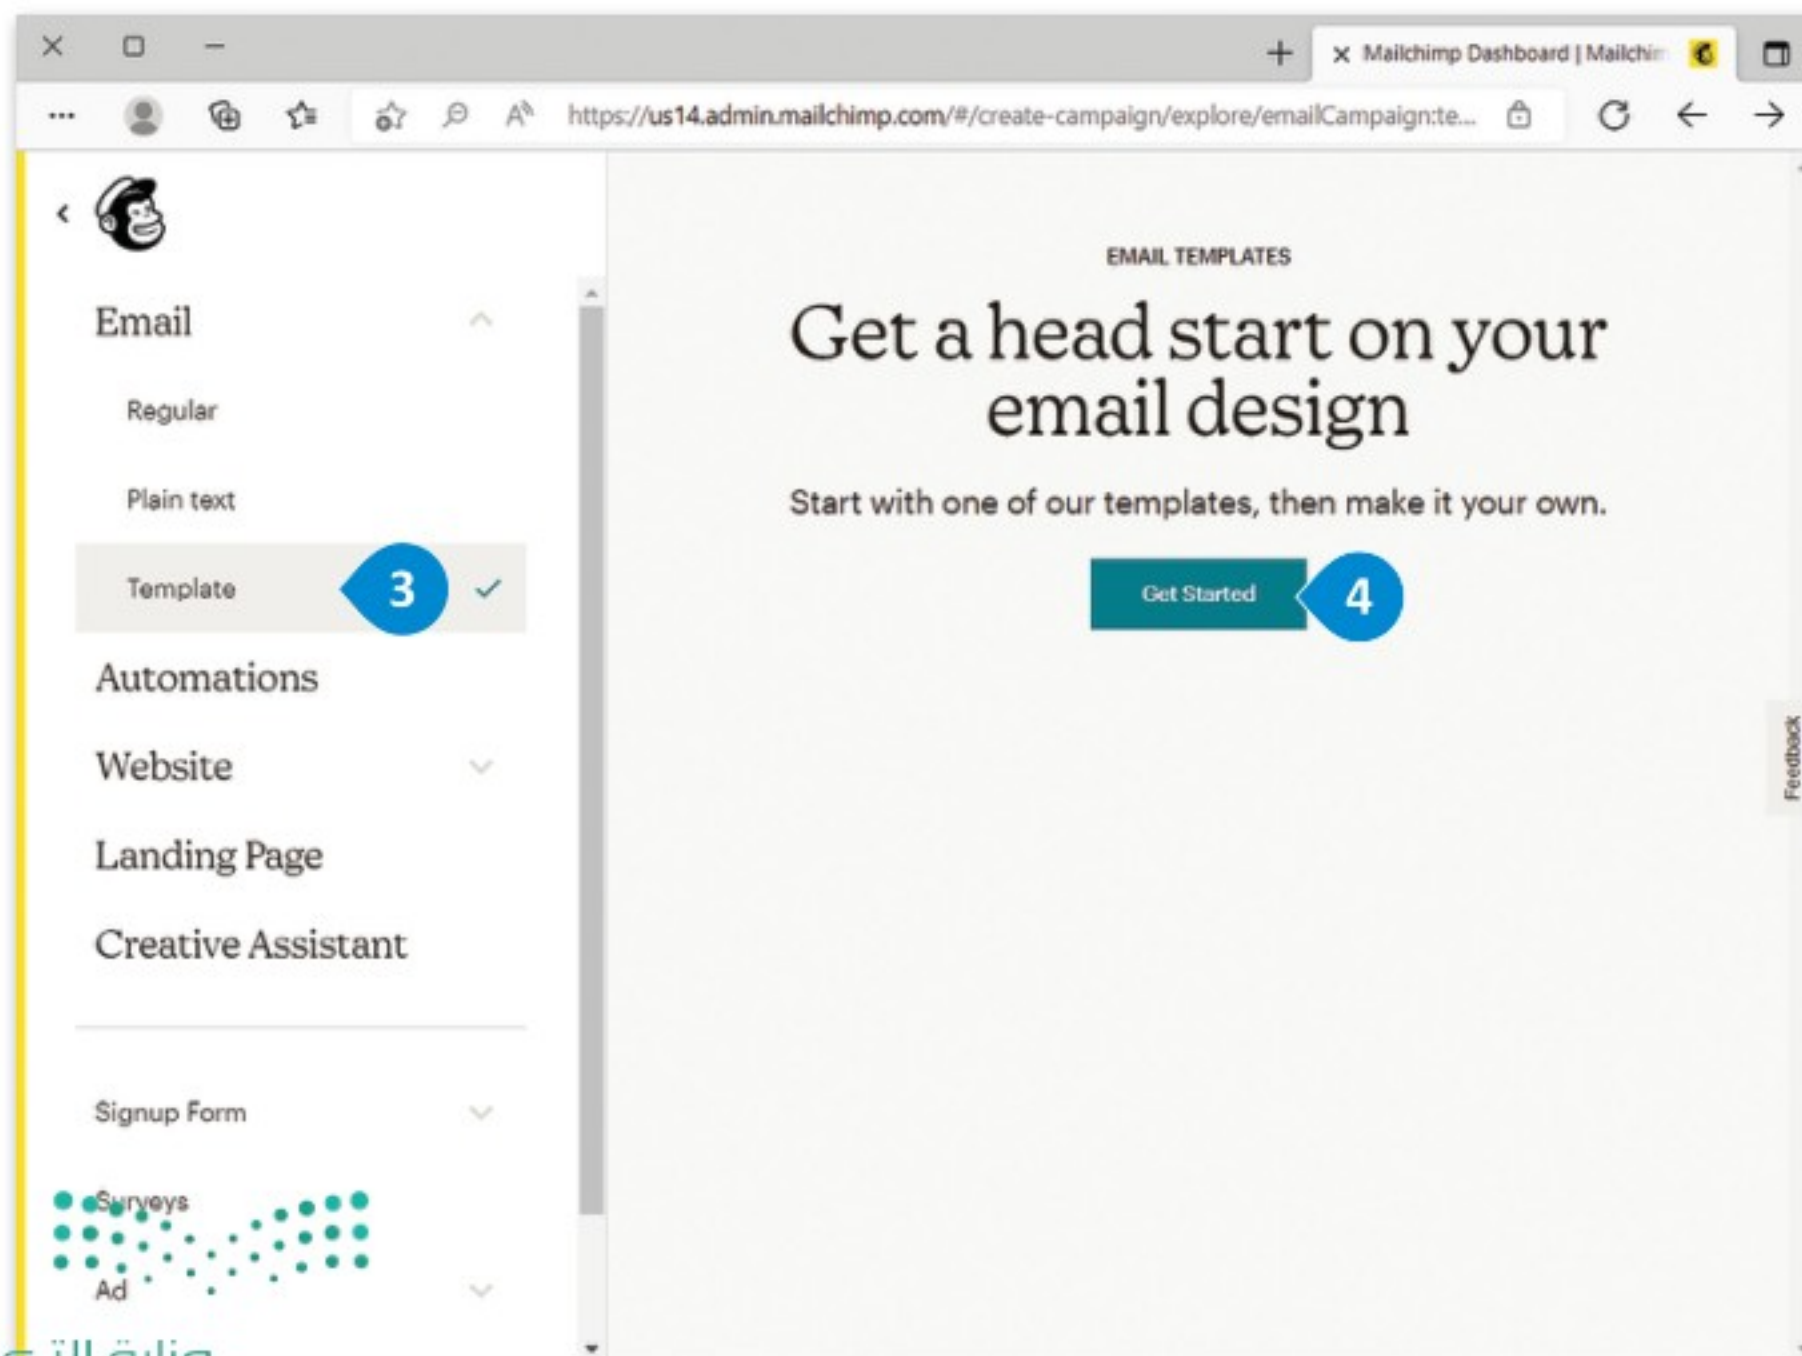 Mailchimp Dashboard | Mailchim
https://us14.admin.mailchimp.com/#/create-campaign/explore/emailCampaign:te...
Email
Regular
Plain text
Template
3
Automations
Website
Landing Page
Creative Assistant
Signup Form
Surveys
Ad
EMAIL TEMPLATES
Get a head start on your
email design
Start with one of our templates, then make it your own.
Get Started
4
Feedback